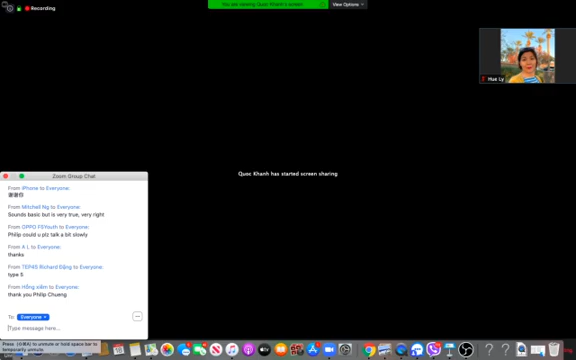 Recording
You are viewing Quoc Khanh's screen
View Options
Hue Ly
Quoc Khanh has started screen sharing
Zoom Group Chat
From iPhone to Everyone:
谢谢你
From Mitchell Ng to Everyone:
Sounds basic but is very true, very right
From OPPO F5Youth to Everyone:
Philip could u plz talk a bit slowly
From A L to Everyone:
thanks
From TEP45 Richard Đặng to Everyone:
type 5
From Hồng xiêm to Everyone:
thank you Philip Chương
To: Everyone
Type message here...
Press (⌘⇧A) to unmute or hold space bar to
temporarily unmute.